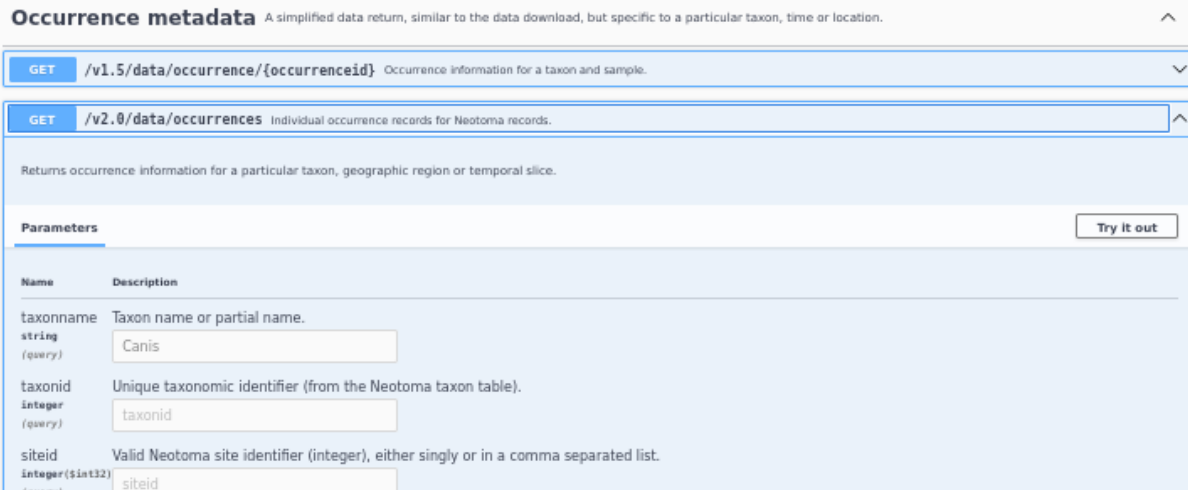 Occurrence metadata A simplified data return, similar to the data download, but specific to a particular taxon, time or location.
GET /v1.5/data/occurrence/{occurrenceid} Occurrence information for a taxon and sample.
GET /v2.0/data/occurrences Individual occurrence records for Neotoma records.
Returns occurrence information for a particular taxon, geographic region or temporal slice.
Parameters Try it out
Name Description
taxonname Taxon name or partial name.
string
(query) Canis
taxonid Unique taxonomic identifier (from the Neotoma taxon table).
integer
(query) taxonid
siteid Valid Neotoma site identifier (integer), either singly or in a comma separated list.
integer($int32)
siteid